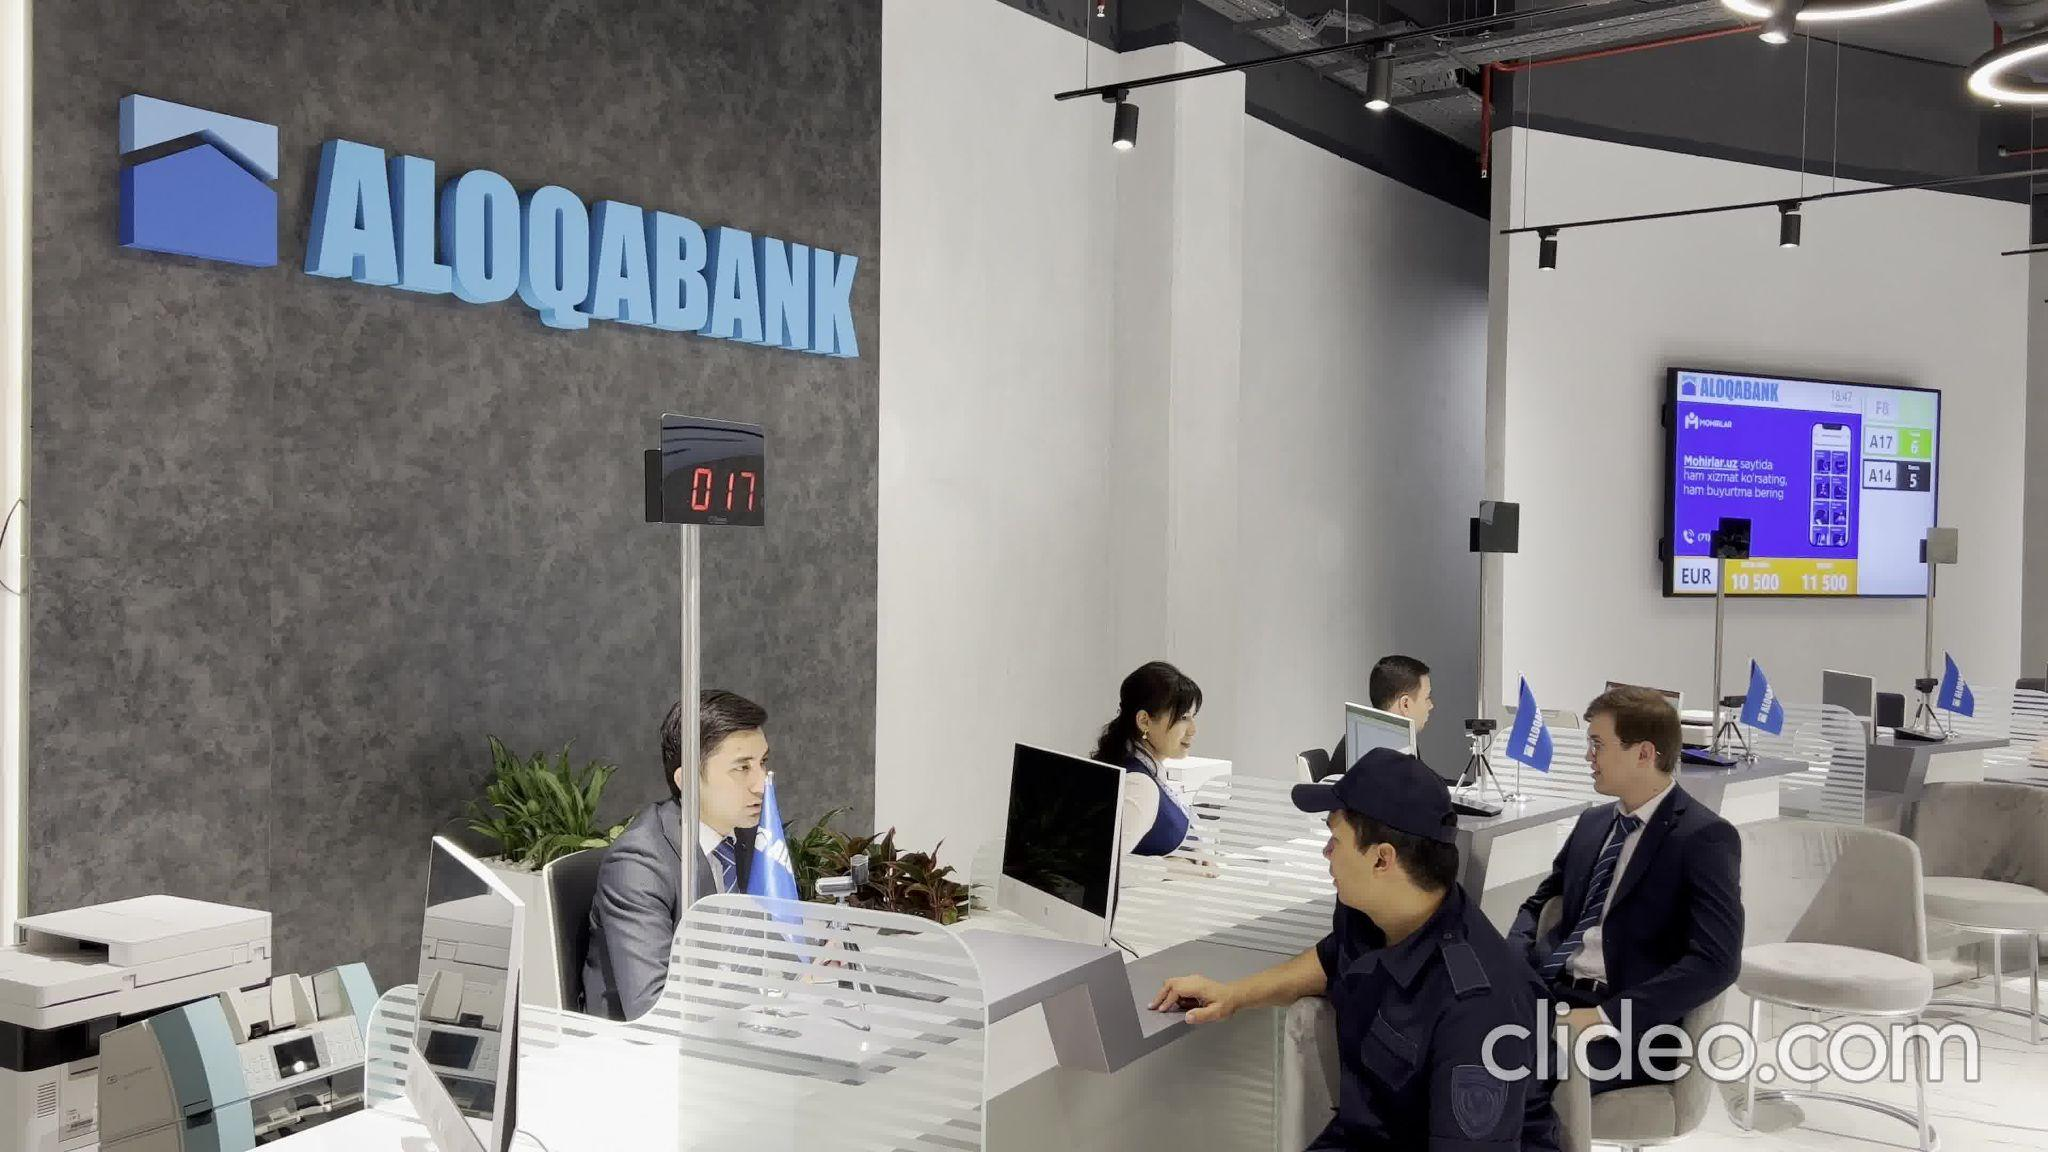 ALOQABANK
017
ALOQABANK
18:47
MOHIRLAR
Mohirlar.uz saytida
ham xizmat ko'rsating,
ham buyurtma bering
(71)
F8
A17 6
A14 5
EUR 10 500 11 500
clideo.com